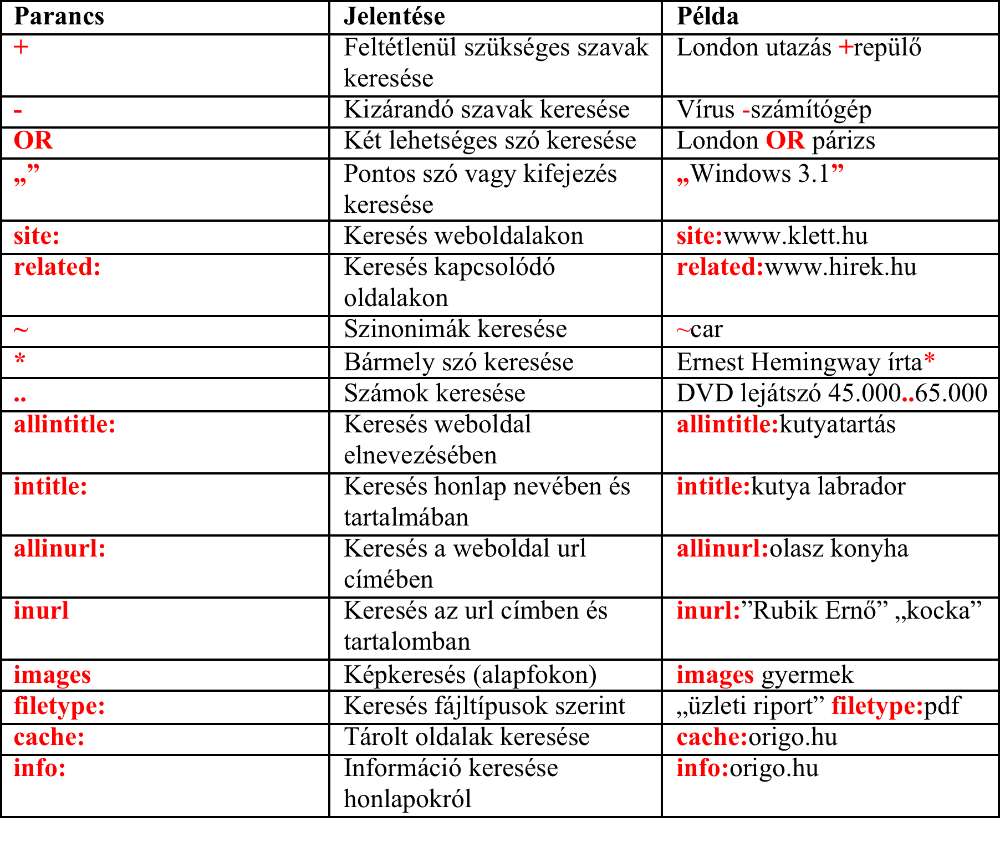 Parancs Jelentése Példa
+ Feltétlenül szükséges szavak London utazás +repülő
keresése
- Kizárandó szavak keresése Vírus -számítógép
OR Két lehetséges szó keresése London OR párizs
„” Pontos szó vagy kifejezés „Windows 3.1”
keresése
site: Keresés weboldalakon site:www.klett.hu
related: Keresés kapcsolódó related:www.hirek.hu
oldalakon
~ Szinonimák keresése ~car
* Bármely szó keresése Ernest Hemingway írta*
.. Számok keresése DVD lejátszó 45.000..65.000
allintitle: Keresés weboldal allintitle:kutyatartás
elnevezésében
intitle: Keresés honlap nevében és intitle:kutya labrador
tartalmában
allinurl: Keresés a weboldal url allinurl:olasz konyha
címében
inurl Keresés az url címben és inurl:”Rubik Ernő” „kocka”
tartalomban
images Képkeresés (alapfokon) images gyermek
filetype: Keresés fájltípusok szerint „üzleti riport” filetype:pdf
cache: Tárolt oldalak keresése cache:origo.hu
info: Információ keresése info:origo.hu
honlapokról